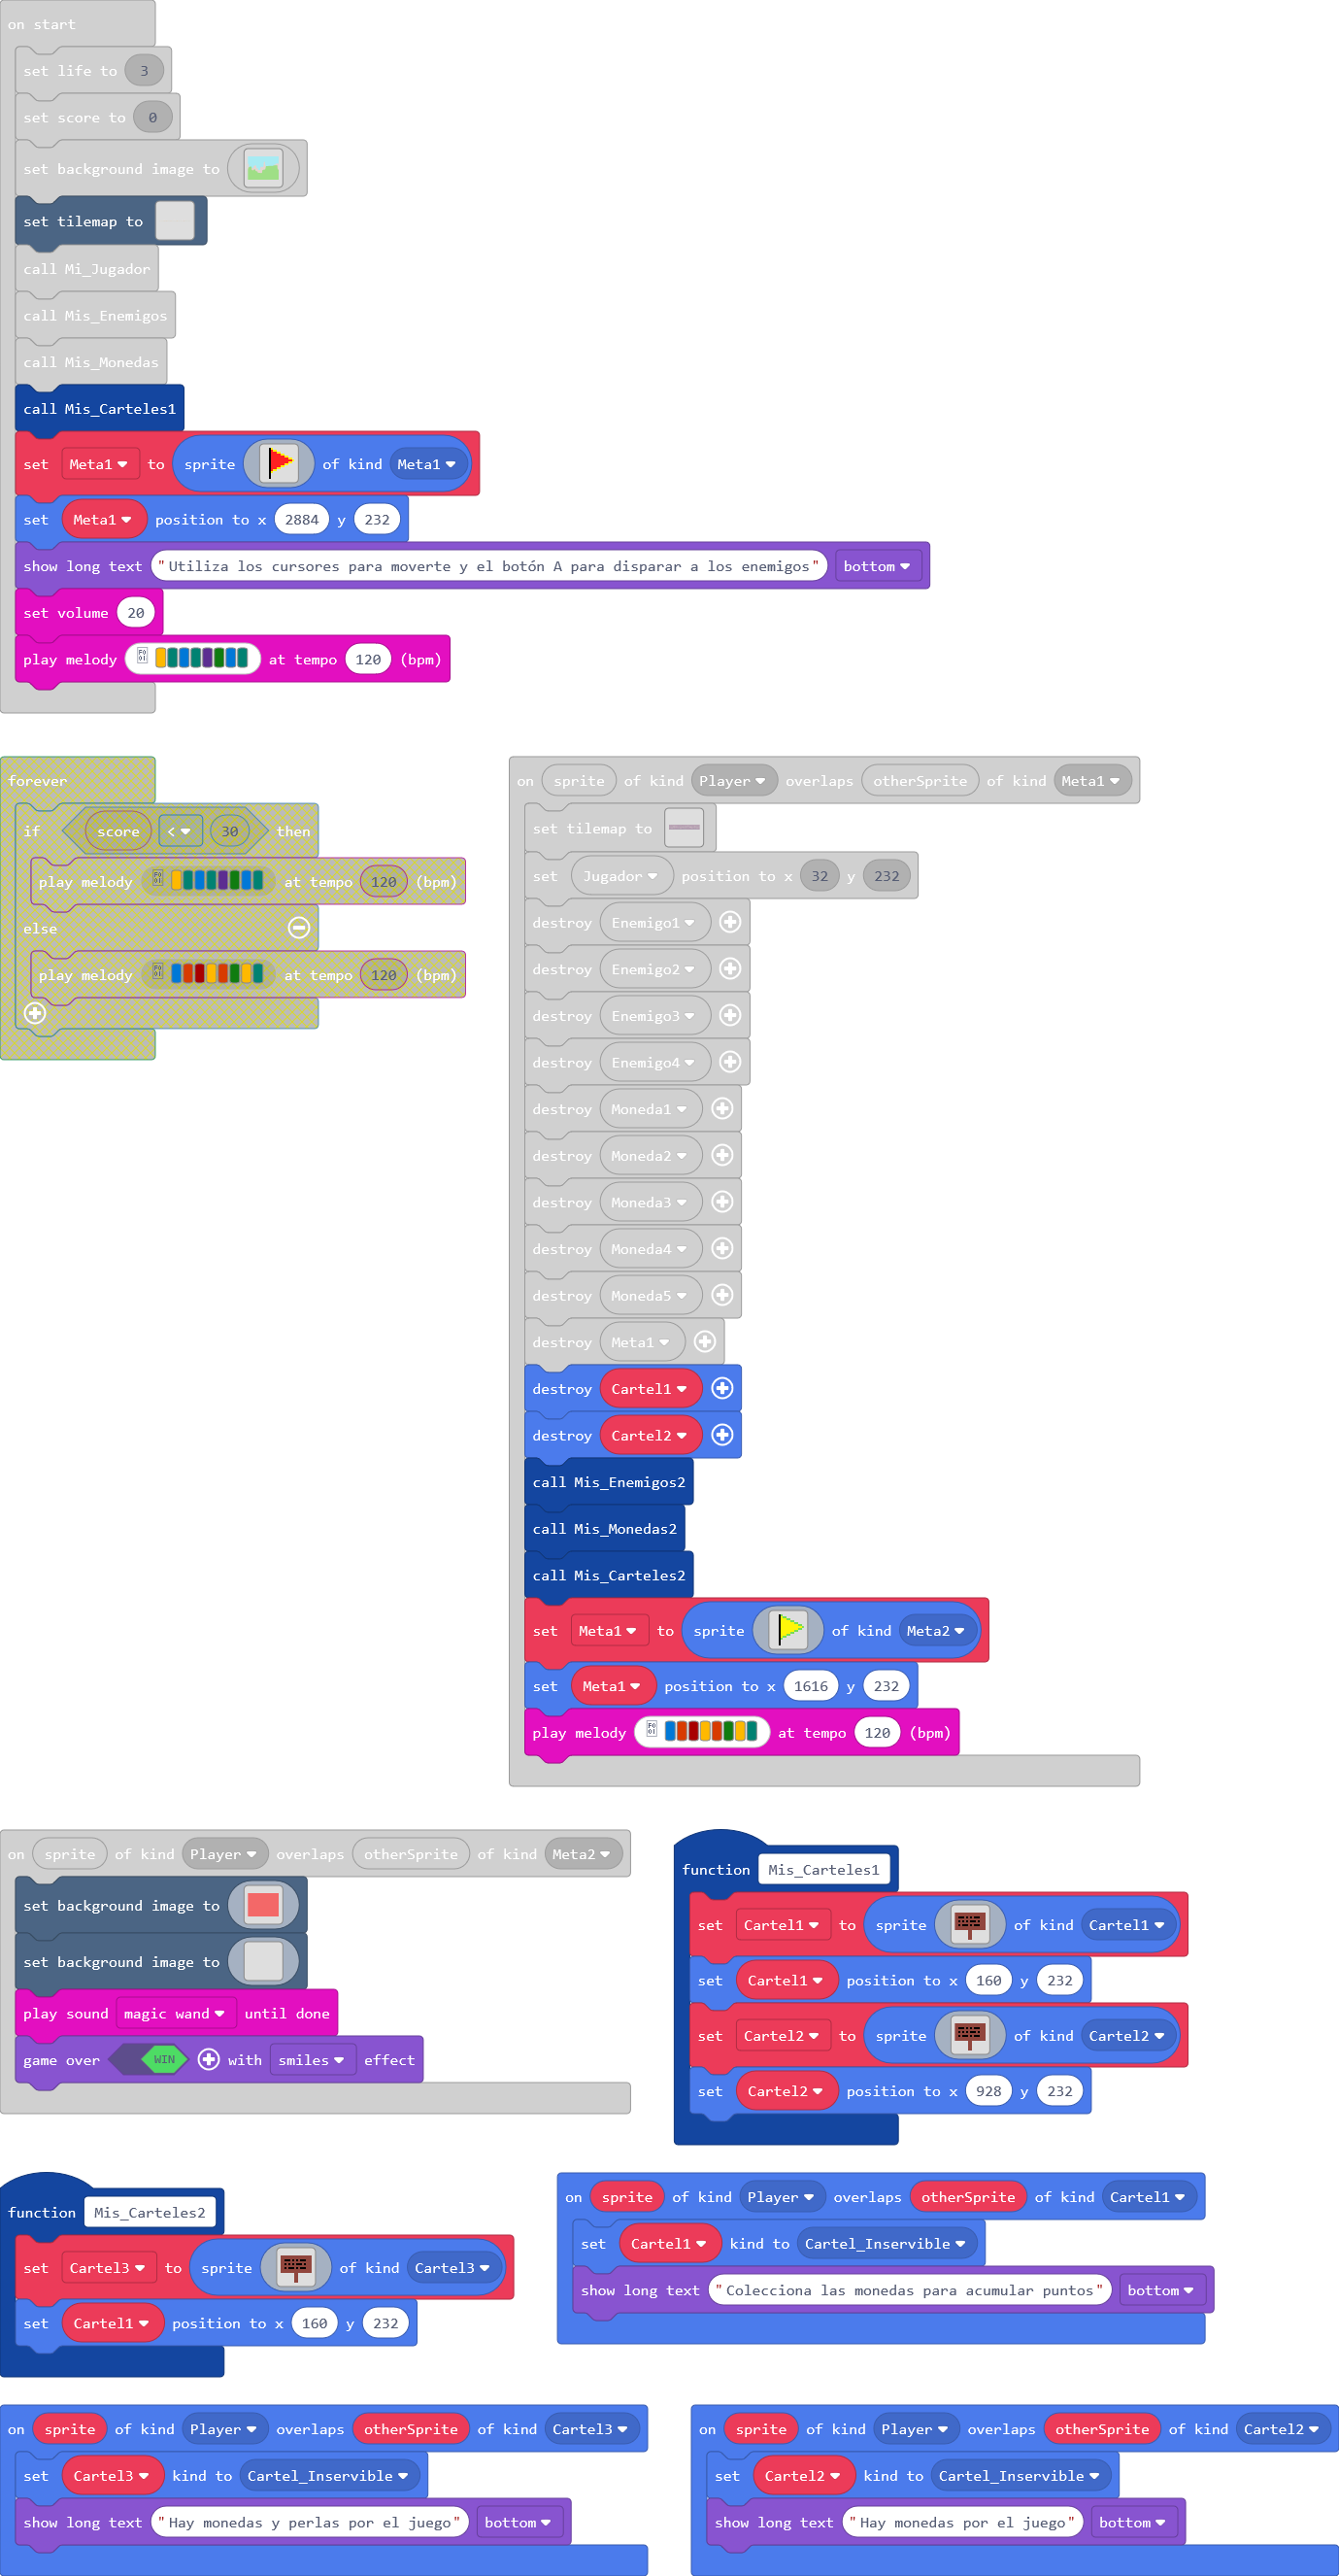 on start
set life to 3
set score to 0
set background image to
set tilemap to
call Mi_Jugador
call Mis_Enemigos
call Mis_Monedas
call Mis_Carteles1
set Meta1 to sprite of kind Meta1
set Meta1 position to x 2884 y 232
show long text "Utiliza los cursores para moverte y el botón A para disparar a los enemigos" bottom
set volume 20
play melody at tempo 120 (bpm)
forever
if score < 30 then
play melody at tempo 120 (bpm)
else
play melody at tempo 120 (bpm)
on sprite of kind Player overlaps otherSprite of kind Meta1
set tilemap to
set Jugador position to x 32 y 232
destroy Enemigo1
destroy Enemigo2
destroy Enemigo3
destroy Enemigo4
destroy Moneda1
destroy Moneda2
destroy Moneda3
destroy Moneda4
destroy Moneda5
destroy Meta1
destroy Cartel1
destroy Cartel2
call Mis_Enemigos2
call Mis_Monedas2
call Mis_Carteles2
set Meta1 to sprite of kind Meta2
set Meta1 position to x 1616 y 232
play melody at tempo 120 (bpm)
on sprite of kind Player overlaps otherSprite of kind Meta2
set background image to
set background image to
play sound magic wand until done
game over WIN with smiles effect
function Mis_Carteles1
set Cartel1 to sprite of kind Cartel1
set Cartel1 position to x 160 y 232
set Cartel2 to sprite of kind Cartel2
set Cartel2 position to x 928 y 232
function Mis_Carteles2
set Cartel3 to sprite of kind Cartel3
set Cartel1 position to x 160 y 232
on sprite of kind Player overlaps otherSprite of kind Cartel1
set Cartel1 kind to Cartel_Inservible
show long text "Colecciona las monedas para acumular puntos" bottom
on sprite of kind Player overlaps otherSprite of kind Cartel3
set Cartel3 kind to Cartel_Inservible
show long text "Hay monedas y perlas por el juego" bottom
on sprite of kind Player overlaps otherSprite of kind Cartel2
set Cartel2 kind to Cartel_Inservible
show long text "Hay monedas por el juego" bottom